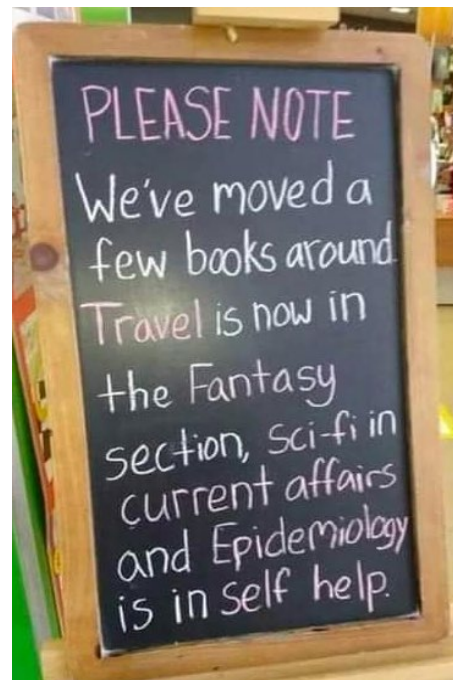 PLEASE NOTE
We've moved a
few books around.
Travel is now in
the Fantasy
section, Sci-fi in
current affairs
and Epidemiology
is in self help.